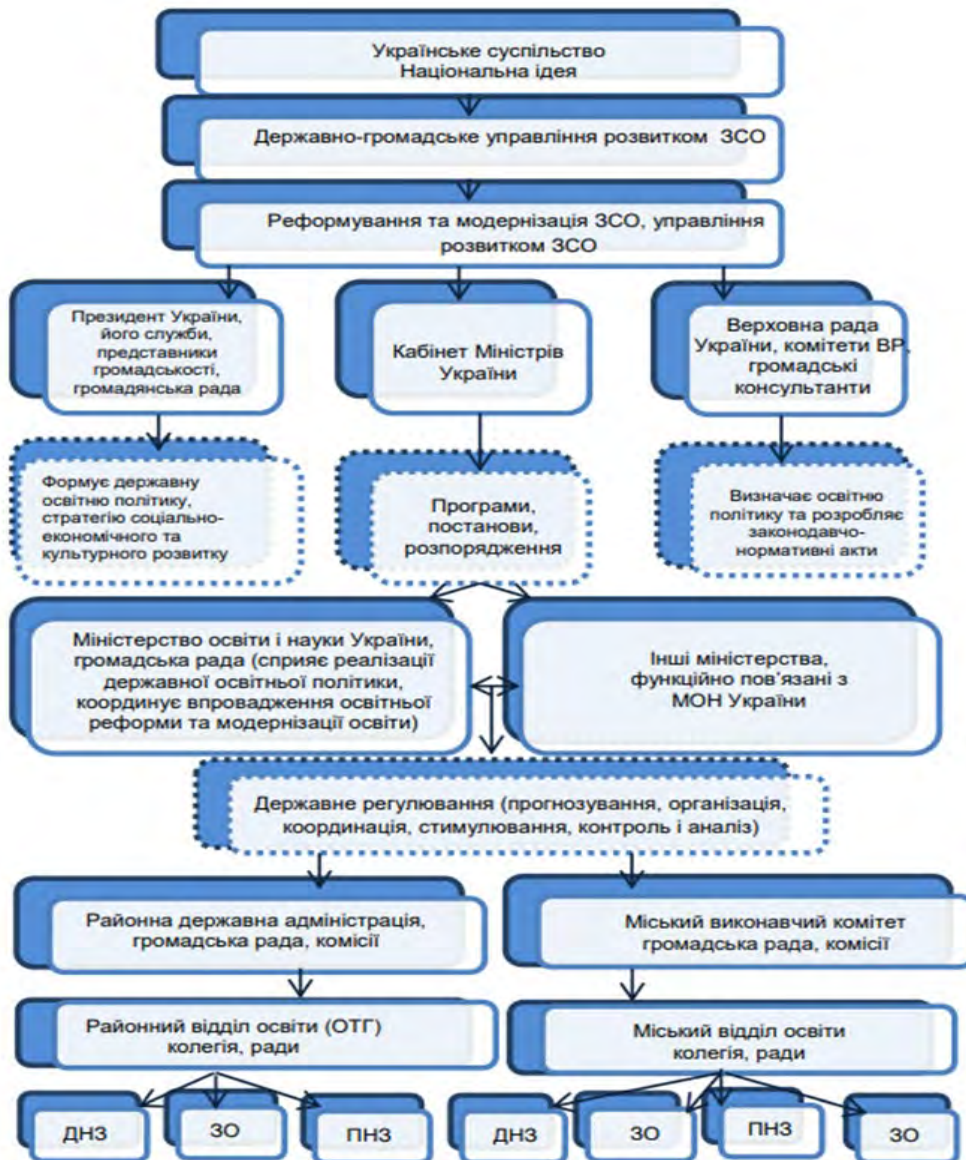 Українське суспільство
Національна ідея
Державно-громадське управління розвитком ЗСО
Реформування та модернізація ЗСО, управління
розвитком ЗСО
Президент України,
його служби,
представники
громадськості,
громадянська рада
Кабінет Міністрів
України
Верховна рада
України, комітети ВР,
громадські
консультанти
Формує державну
освітню політику,
стратегію соціально-
економічного та
культурного розвитку
Програми,
постанови,
розпорядження
Визначає освітню
політику та розробляє
законодавчо-
нормативні акти
Міністерство освіти і науки України,
громадська рада (сприяє реалізації
державної освітньої політики,
координує впровадження освітньої
реформи та модернізації освіти)
Інші міністерства,
функційно пов’язані з
МОН України
Державне регулювання (прогнозування, організація,
координація, стимулювання, контроль і аналіз)
Районна державна адміністрація,
громадська рада, комісії
Міський виконавчий комітет
громадська рада, комісії
Районний відділ освіти (ОТГ)
колегія, ради
Міський відділ освіти
колегія, ради
ДНЗ
ЗО
ПНЗ
ДНЗ
ЗО
ПНЗ
ЗО